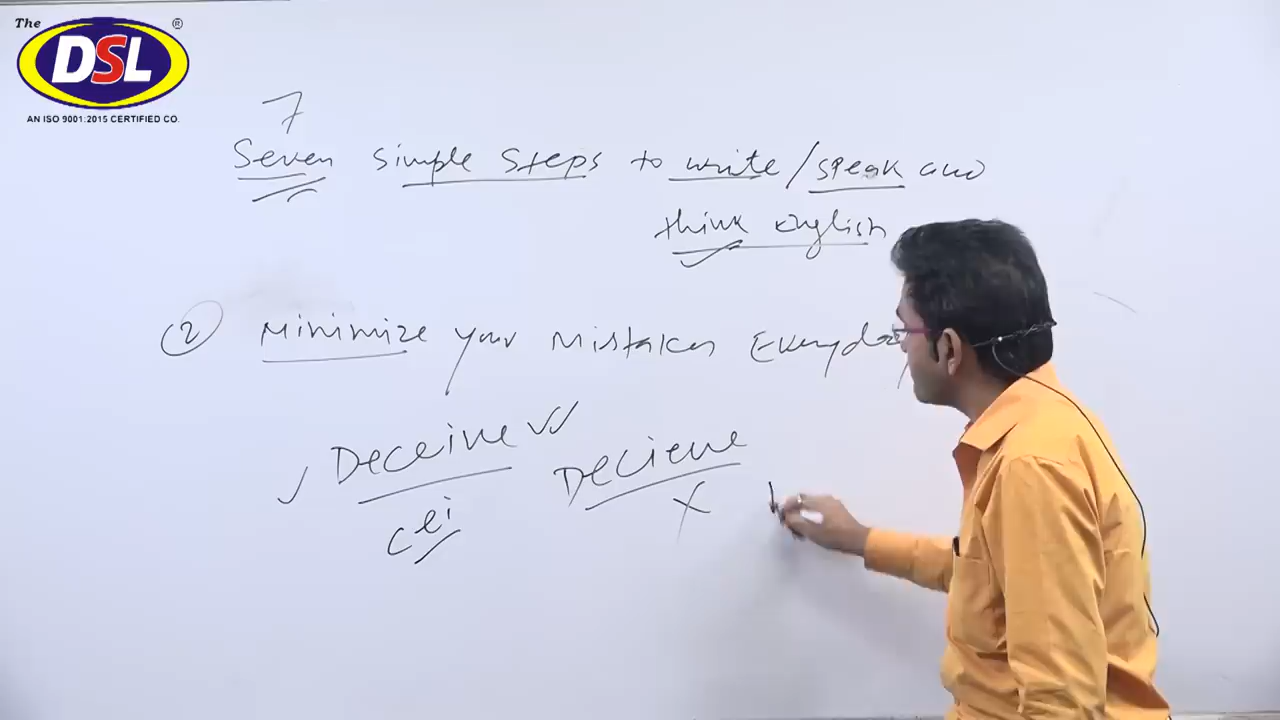 The
®
DSL
AN ISO 9001:2015 CERTIFIED CO.
7
Seven simple steps to write / speak and
think English
(2) Minimize your Mistakes Everyday
Deceive Decieve
cei X